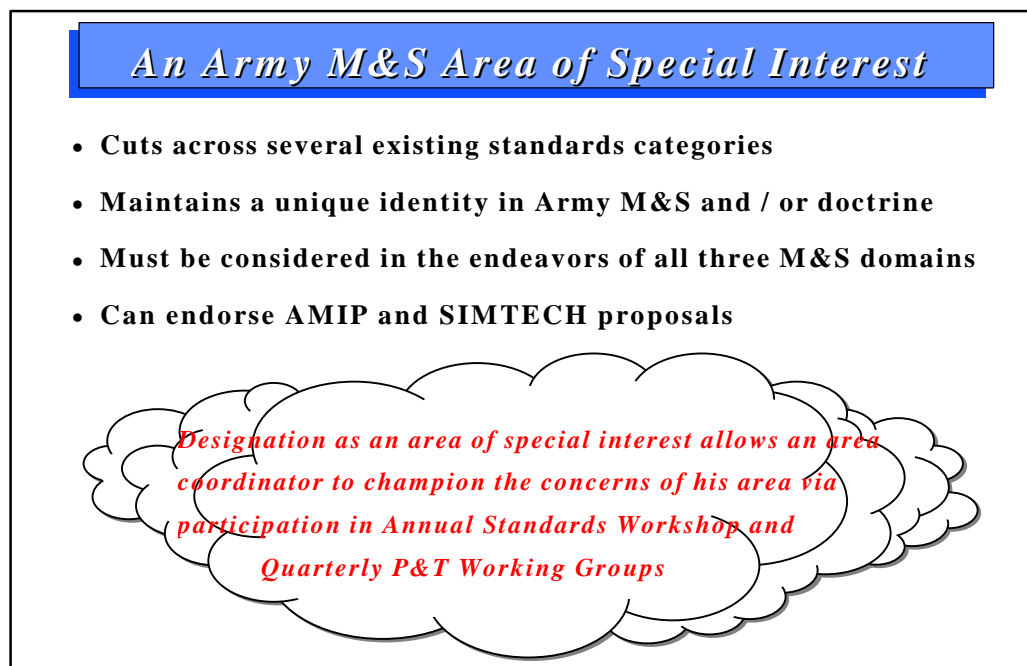 An Army M&S Area of Special Interest
• Cuts across several existing standards categories
• Maintains a unique identity in Army M&S and / or doctrine
• Must be considered in the endeavors of all three M&S domains
• Can endorse AMIP and SIMTECH proposals
Designation as an area of special interest allows an area
coordinator to champion the concerns of his area via
participation in Annual Standards Workshop and
Quarterly P&T Working Groups